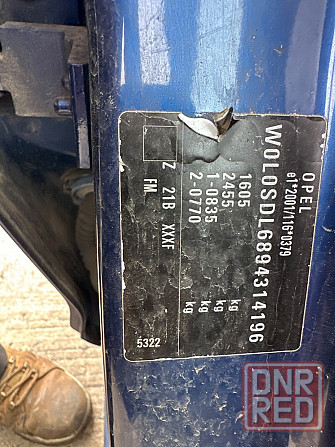 OPEL
e1*2001/116*0379
W0L0SDL6894314196
1605 kg
2455 kg
1-0835 kg
2-0770 kg
Z 21B XXXF
FM
5322
DNR
RED